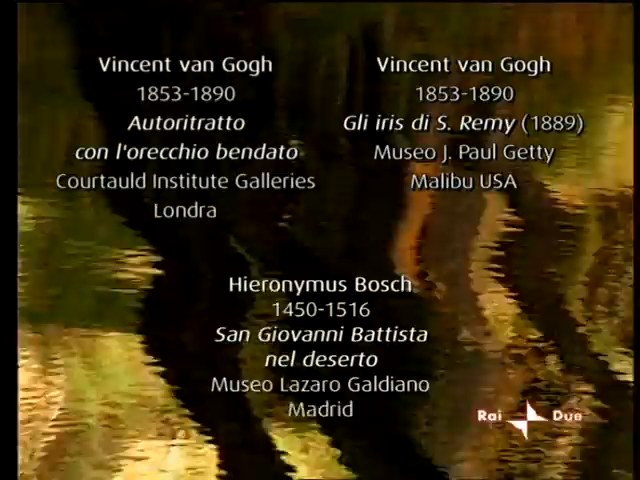 Vincent van Gogh
1853-1890
Autoritratto
con l'orecchio bendato
Courtauld Institute Galleries
Londra
Vincent van Gogh
1853-1890
Gli iris di S. Remy (1889)
Museo J. Paul Getty
Malibu USA
Hieronymus Bosch
1450-1516
San Giovanni Battista
nel deserto
Museo Lazaro Galdiano
Madrid
Rai Due